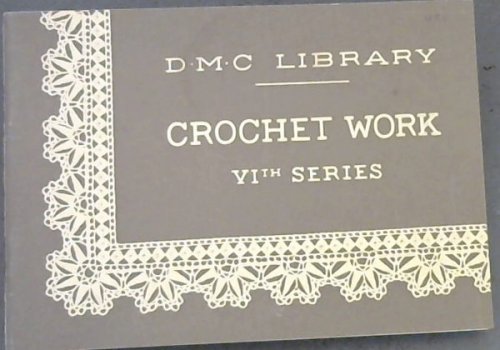 D·M·C LIBRARY
CROCHET WORK
VITH SERIES